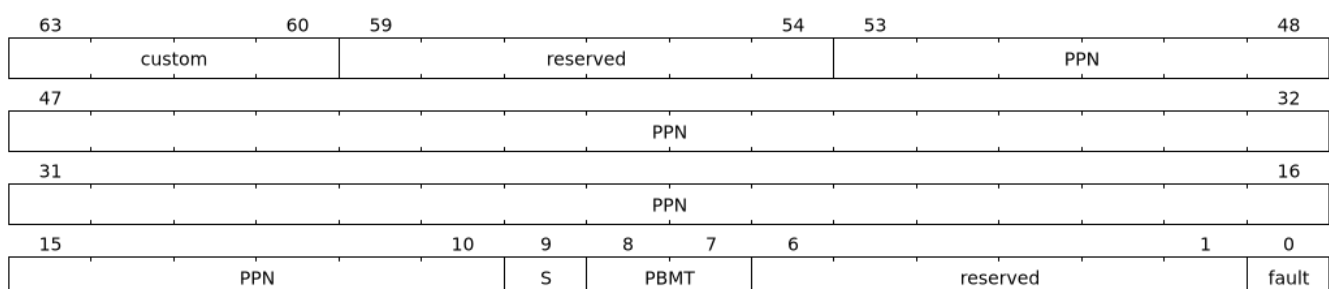 63 60 59 54 53 48
custom reserved PPN
47 32
PPN
31 16
PPN
15 10 9 8 7 6 1 0
PPN S PBMT reserved fault